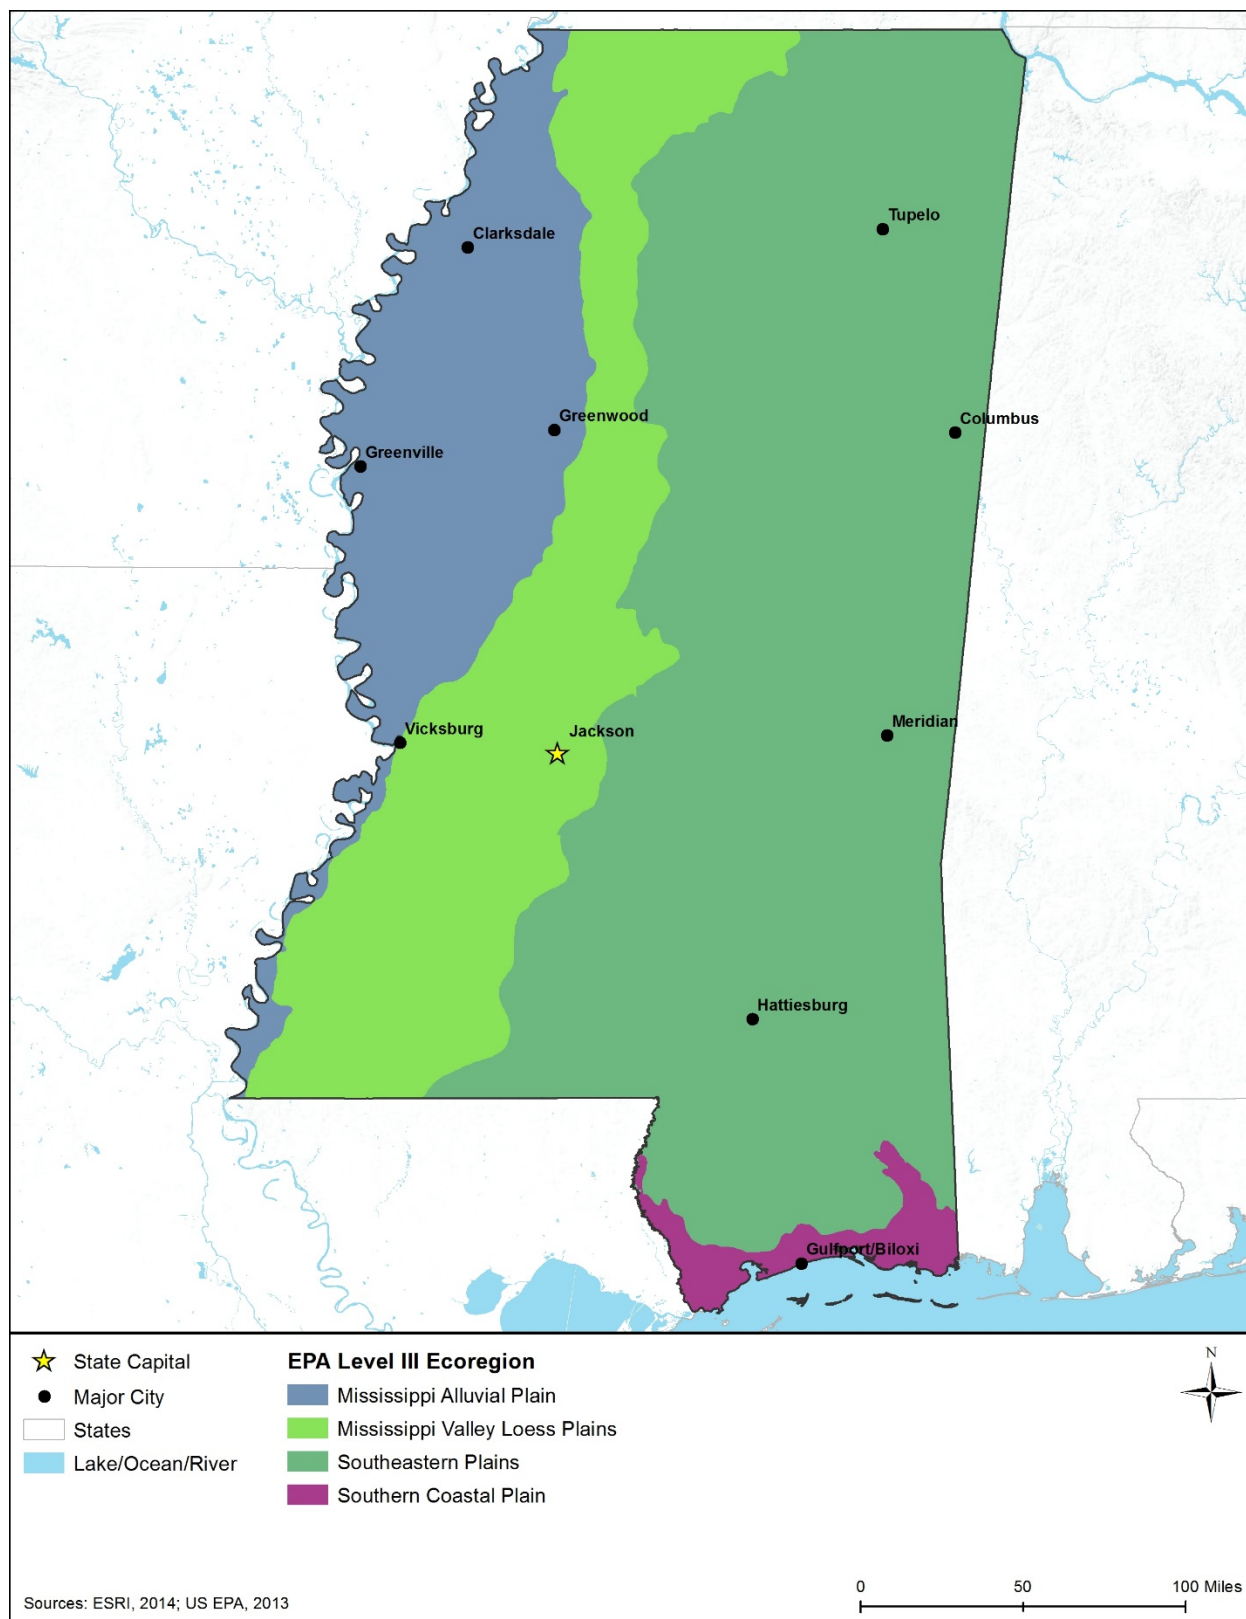 Tupelo
Clarksdale
Greenwood
Columbus
Greenville
Meridian
Vicksburg
Jackson
Hattiesburg
Gulfport/Biloxi
State Capital
Major City
States
Lake/Ocean/River
EPA Level III Ecoregion
Mississippi Alluvial Plain
Mississippi Valley Loess Plains
Southeastern Plains
Southern Coastal Plain
N
0 50 100 Miles
Sources: ESRI, 2014; US EPA, 2013